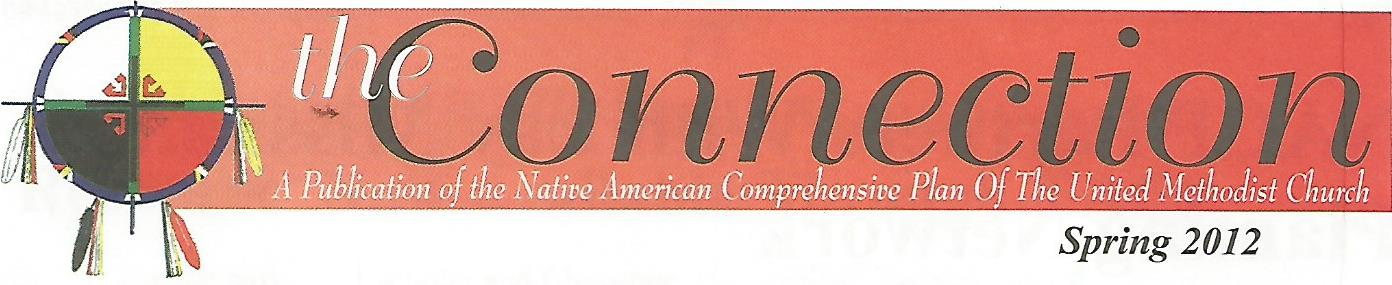 the Connection
A Publication of the Native American Comprehensive Plan Of The United Methodist Church
Spring 2012